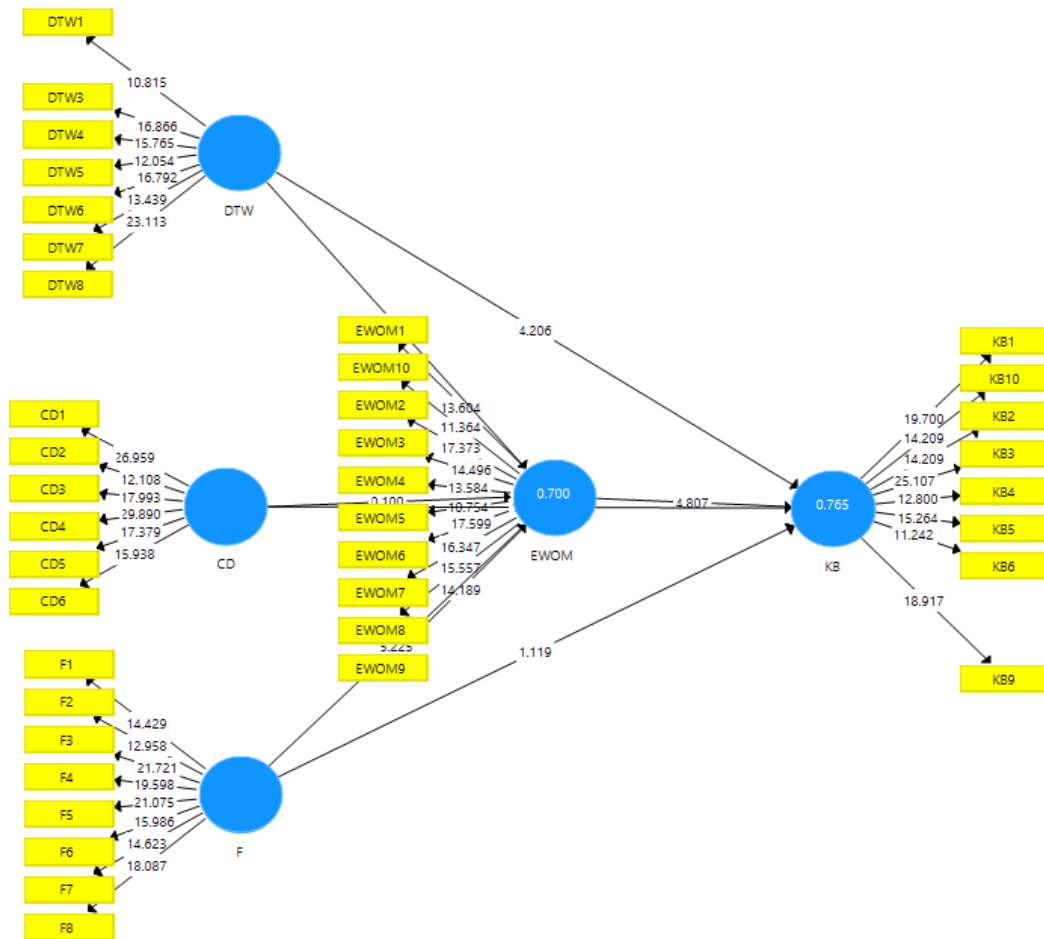 DTW1
10.815
DTW3
16.866
DTW4
15.765
DTW5
12.054
16.792
DTW6
13.439
DTW7
23.113
DTW8
DTW
4.206
EWOM1
EWOM10
13.604
EWOM2
11.364
17.373
EWOM3
14.496
EWOM4
13.584
0.100
10.754
EWOM5
17.599
EWOM6
16.347
EWOM7
15.557
14.189
EWOM8
5.225
EWOM9
0.700
EWOM
4.807
CD1
26.959
CD2
12.108
CD3
17.993
CD4
29.890
17.379
CD5
15.938
CD6
CD
KB1
KB10
19.700
KB2
14.209
14.209
KB3
25.107
KB4
12.800
KB5
15.264
KB6
11.242
0.765
KB
18.917
KB9
F1
F2
14.429
F3
12.958
21.721
F4
19.598
F5
21.075
15.986
F6
14.623
F7
18.087
F8
F
1.119